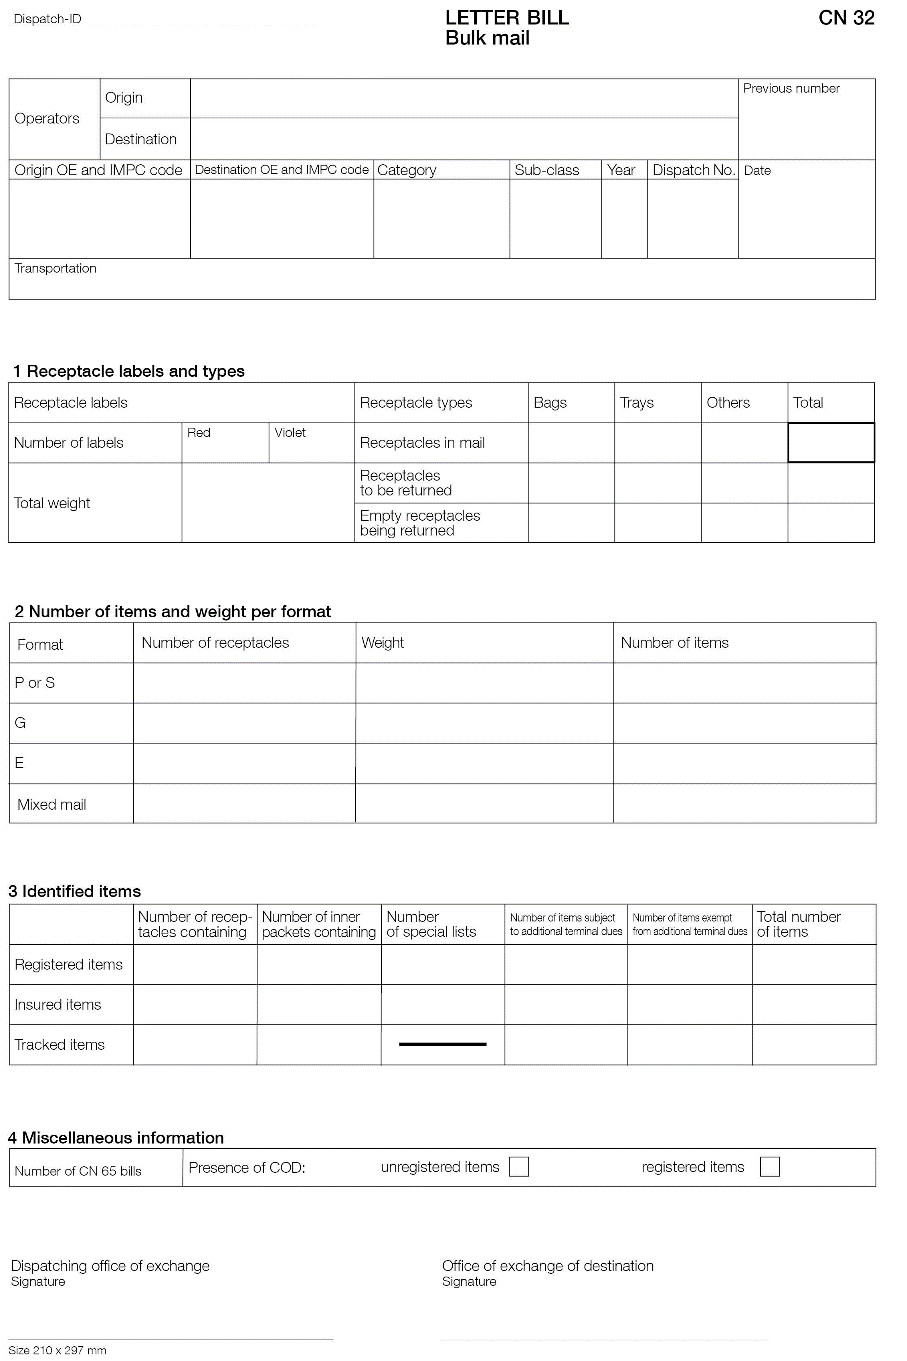 Dispatch-ID
LETTER BILL
Bulk mail
CN 32
Operators
Origin
Destination
Previous number
Origin OE and IMPC code
Destination OE and IMPC code
Category
Sub-class
Year
Dispatch No.
Date
Transportation
1 Receptacle labels and types
Receptacle labels
Receptacle types
Bags
Trays
Others
Total
Number of labels
Red
Violet
Receptacles in mail
Total weight
Receptacles
to be returned
Empty receptacles
being returned
2 Number of items and weight per format
Format
Number of receptacles
Weight
Number of items
P or S
G
E
Mixed mail
3 Identified items
Number of recep-
tacles containing
Number of inner
packets containing
Number
of special lists
Number of items subject
to additional terminal dues
Number of items exempt
from additional terminal dues
Total number
of items
Registered items
Insured items
Tracked items
4 Miscellaneous information
Number of CN 65 bills
Presence of COD:
unregistered items
registered items
Dispatching office of exchange
Signature
Office of exchange of destination
Signature
Size 210 x 297 mm